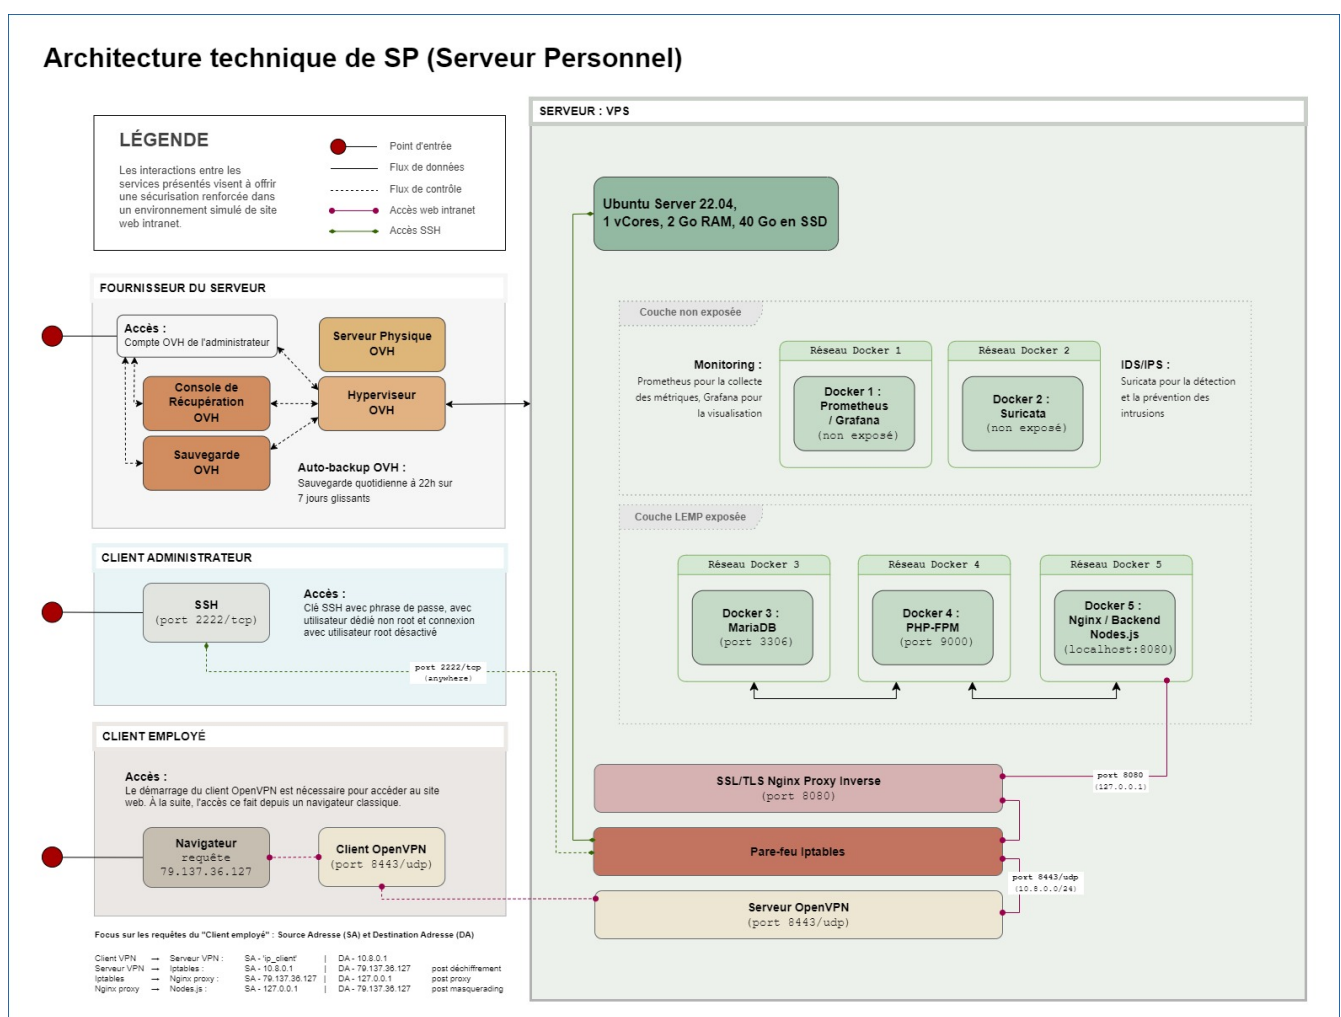 Architecture technique de SP (Serveur Personnel)
LÉGENDE
Les interactions entre les
services présentés visent à offrir
une sécurisation renforcée dans
un environnement simulé de site
web intranet.
Point d'entrée
Flux de données
Flux de contrôle
Accès web intranet
Accès SSH
FOURNISSEUR DU SERVEUR
Accès :
Compte OVH de l'administrateur
Serveur Physique
OVH
Console de
Récupération
OVH
Hyperviseur
OVH
Sauvegarde
OVH
Auto-backup OVH :
Sauvegarde quotidienne à 22h sur
7 jours glissants
CLIENT ADMINISTRATEUR
SSH
(port 2222/tcp)
Accès :
Clé SSH avec phrase de passe, avec
utilisateur dédié non root et connexion
avec utilisateur root désactivé
port 2222/tcp
(anywhere)
CLIENT EMPLOYÉ
Accès :
Le démarrage du client OpenVPN est nécessaire pour accéder au site
web. À la suite, l'accès ce fait depuis un navigateur classique.
Navigateur
requête
79.137.36.127
Client OpenVPN
(port 8443/udp)
Focus sur les requêtes du "Client employé" : Source Adresse (SA) et Destination Adresse (DA)
Client VPN → Serveur VPN : SA - 'ip_client' | DA - 10.8.0.1
Serveur VPN → Iptables : SA - 10.8.0.1 | DA - 79.137.36.127 post déchiffrement
Iptables → Nginx proxy : SA - 79.137.36.127 | DA - 127.0.0.1 post proxy
Nginx proxy → Nodes.js : SA - 127.0.0.1 | DA - 79.137.36.127 post masquerading
SERVEUR : VPS
Ubuntu Server 22.04,
1 vCores, 2 Go RAM, 40 Go en SSD
Couche non exposée
Monitoring :
Prometheus pour la collecte
des métriques, Grafana pour
la visualisation
Réseau Docker 1
Docker 1 :
Prometheus
/ Grafana
(non exposé)
Réseau Docker 2
Docker 2 :
Suricata
(non exposé)
IDS/IPS :
Suricata pour la détection
et la prévention des
intrusions
Couche LEMP exposée
Réseau Docker 3
Docker 3 :
MariaDB
(port 3306)
Réseau Docker 4
Docker 4 :
PHP-FPM
(port 9000)
Réseau Docker 5
Docker 5 :
Nginx / Backend
Nodes.js
(localhost:8080)
SSL/TLS Nginx Proxy Inverse
(port 8080)
port 8080
(127.0.0.1)
Pare-feu Iptables
port 8443/udp
(10.8.0.0/24)
Serveur OpenVPN
(port 8443/udp)